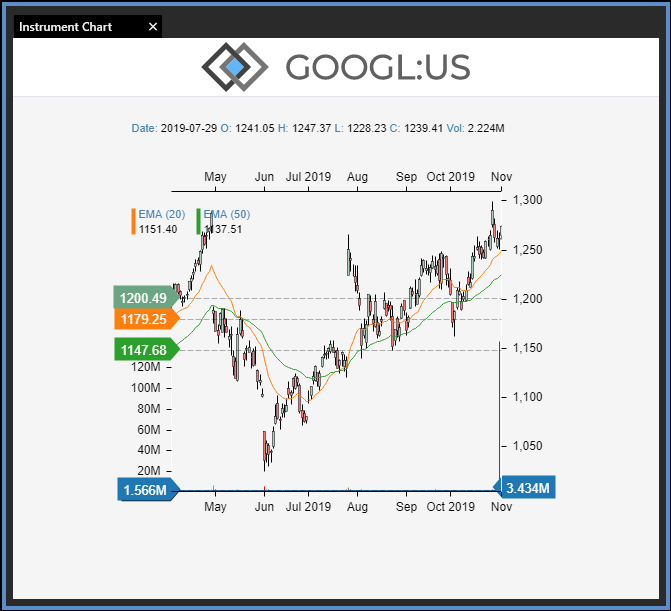 Instrument Chart ×
GOOGL:US
Date: 2019-07-29 O: 1241.05 H: 1247.37 L: 1228.23 C: 1239.41 Vol: 2.224M
May Jun Jul 2019 Aug Sep Oct 2019 Nov
EMA (20) EMA (50)
1151.40 1137.51
1,300
1,250
1200.49 1,200
1179.25
1147.68 1,150
120M
100M 1,100
80M
60M
40M 1,050
20M
1.566M 3.434M
May Jun Jul 2019 Aug Sep Oct 2019 Nov